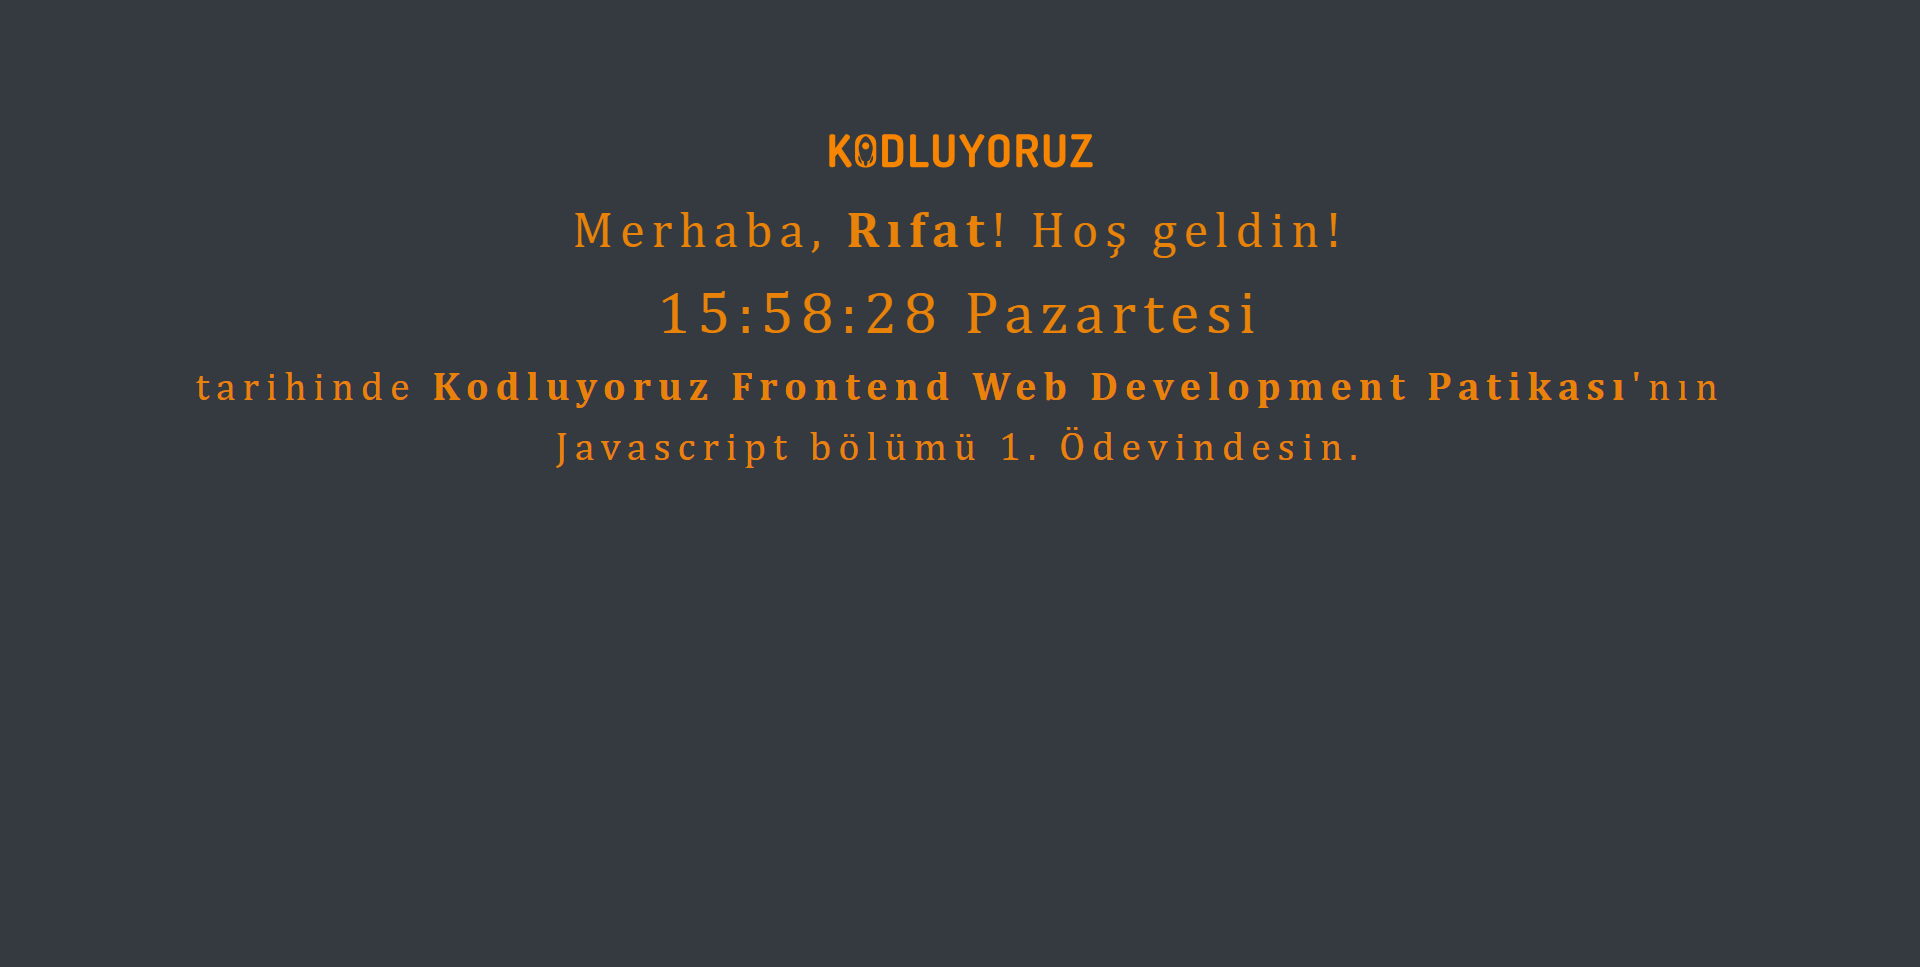 KODLUYORUZ
Merhaba, Rıfat! Hoş geldin!
15:58:28 Pazartesi
tarihinde Kodluyoruz Frontend Web Development Patikası'nın
Javascript bölümü 1. Ödevindesin.